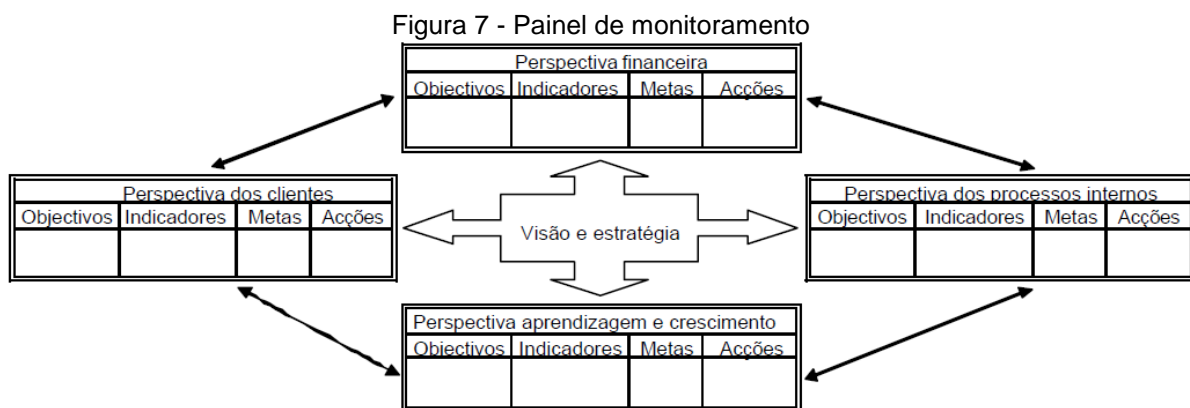 Figura 7 - Painel de monitoramento
Perspectiva financeira
Objectivos Indicadores Metas Acções
Perspectiva dos clientes
Objectivos Indicadores Metas Acções
Visão e estratégia
Perspectiva dos processos internos
Objectivos Indicadores Metas Acções
Perspectiva aprendizagem e crescimento
Objectivos Indicadores Metas Acções